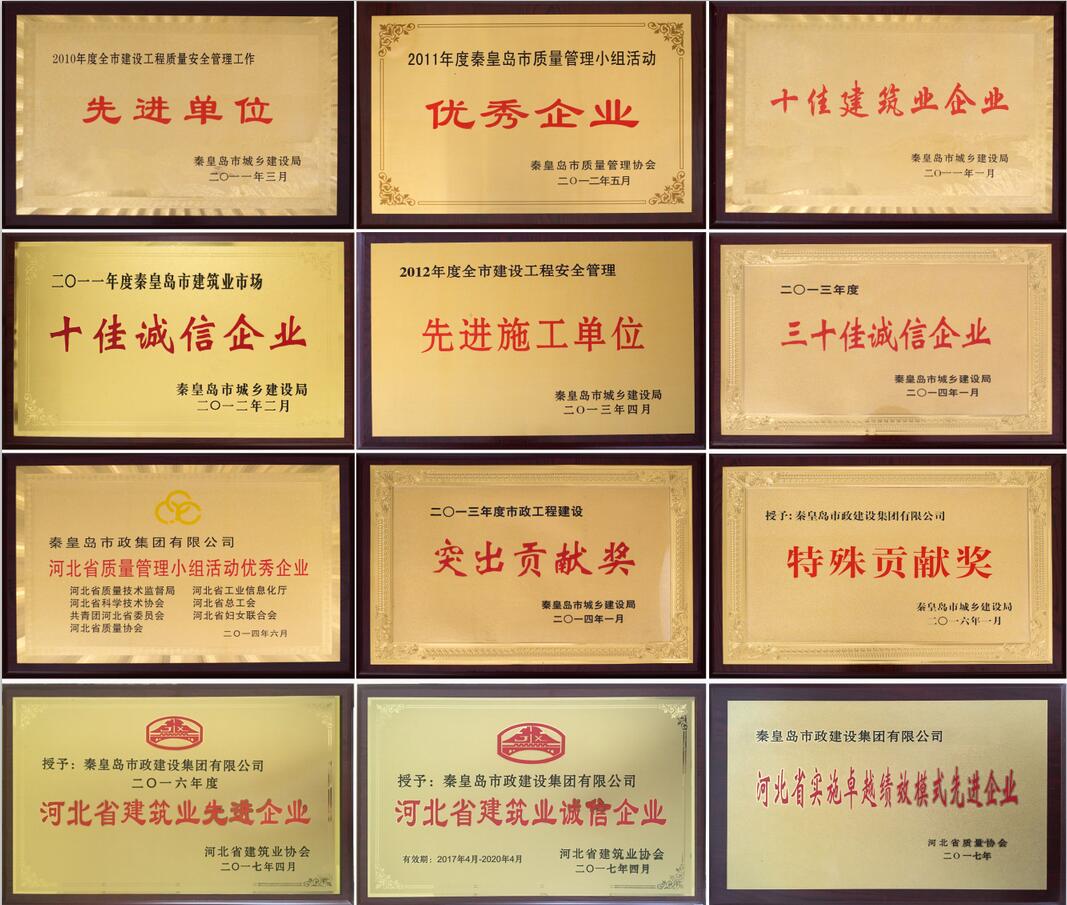 2010年度全市建设工程质量安全管理工作
先进单位
秦皇岛市城乡建设局
二〇一一年三月
2011年度秦皇岛市质量管理小组活动
优秀企业
秦皇岛市质量管理协会
二〇一二年五月
十佳建筑业企业
秦皇岛市城乡建设局
二〇一一年一月
二〇一一年度秦皇岛市建筑业市场
十佳诚信企业
秦皇岛市城乡建设局
二〇一二年二月
2012年度全市建设工程安全管理
先进施工单位
秦皇岛市城乡建设局
二〇一三年四月
二〇一三年度
三十佳诚信企业
秦皇岛市城乡建设局
二〇一四年一月
秦皇岛市政集团有限公司
河北省质量管理小组活动优秀企业
河北省质量技术监督局 河北省工业信息化厅
河北省科学技术协会 河北省总工会
共青团河北省委员会 河北省妇女联合会
河北省质量协会
二〇一四年六月
二〇一三年度市政工程建设
突出贡献奖
秦皇岛市城乡建设局
二〇一四年一月
授予:秦皇岛市政建设集团有限公司
特殊贡献奖
秦皇岛市城乡建设局
二〇一六年一月
授予：秦皇岛市政建设集团有限公司
二〇一六年度
河北省建筑业先进企业
河北省建筑业协会
二〇一七年四月
授予：秦皇岛市政建设集团有限公司
河北省建筑业诚信企业
有效期：2017年4月-2020年4月
河北省建筑业协会
二〇一七年四月
秦皇岛市政建设集团有限公司
河北省实施卓越绩效模式先进企业
河北省质量协会
二〇一七年